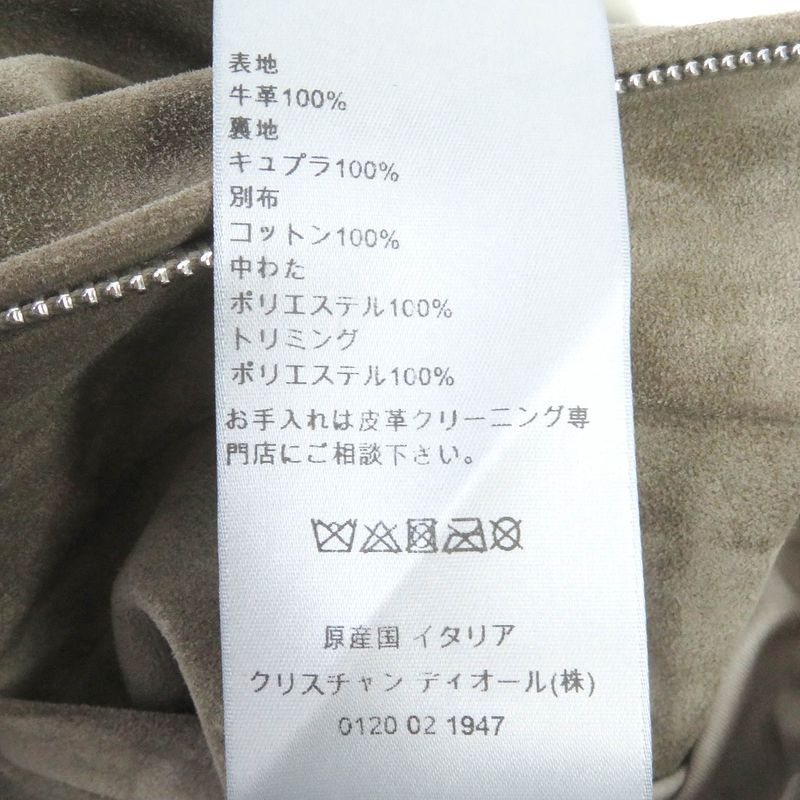 表地
牛革100%
裏地
キュプラ100%
別布
コットン100%
中わた
ポリエステル100%
トリミング
ポリエステル100%
お手入れは皮革クリーニング専
門店にご相談下さい。
原産国 イタリア
クリスチャン ディオール(株)
0120 02 1947